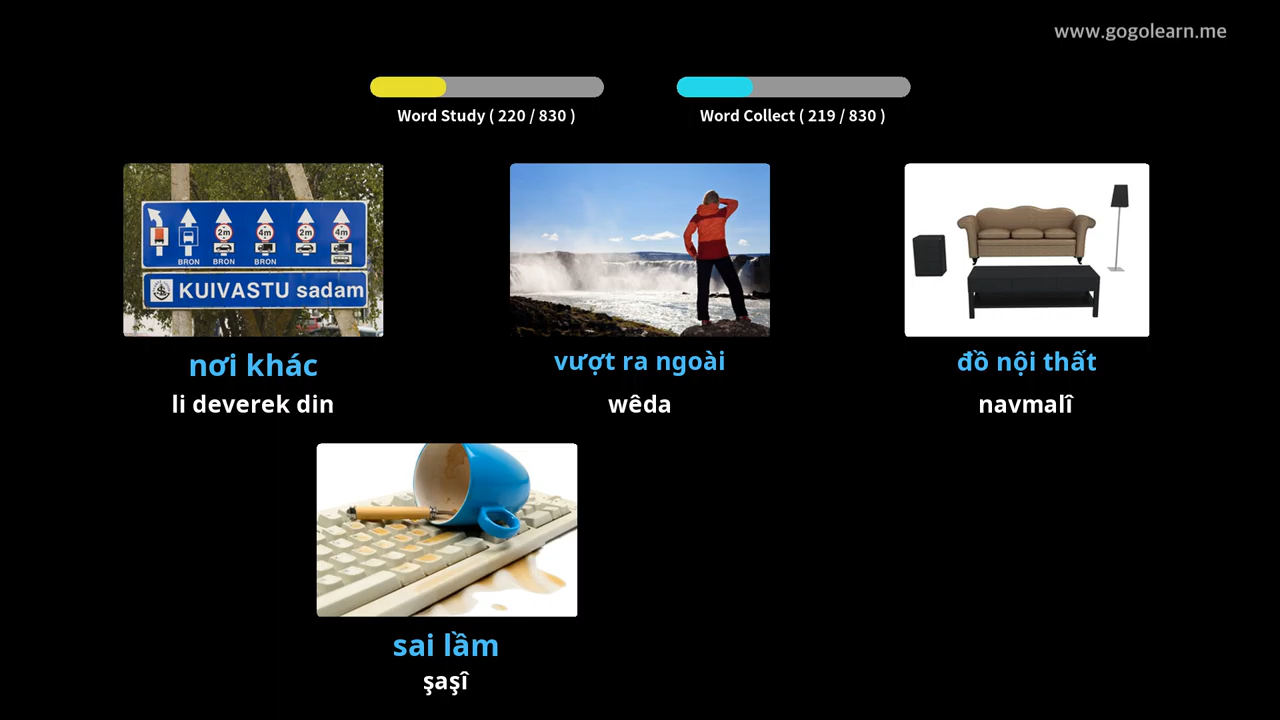 www.gogolearn.me
Word Study ( 220 / 830 )
Word Collect ( 219 / 830 )
2m
4m
2m
4m
BRON
BRON
BRON
KUIVASTU sadam
nơi khác
li deverek din
vượt ra ngoài
wêda
đồ nội thất
navmalî
sai lầm
şaşî